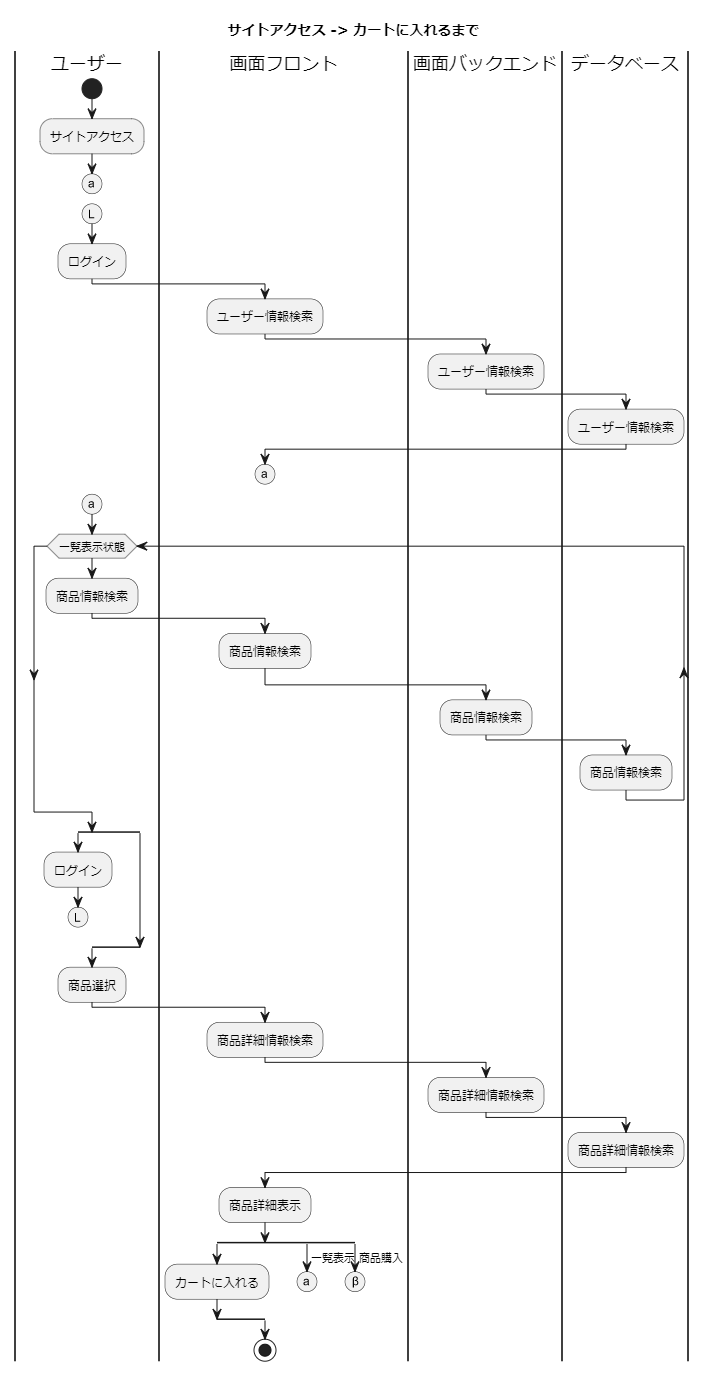 サイトアクセス -> カートに入れるまで
ユーザー
画面フロント
画面バックエンド
データベース
サイトアクセス
a
L
ログイン
ユーザー情報検索
ユーザー情報検索
ユーザー情報検索
a
a
一覧表示状態
商品情報検索
商品情報検索
商品情報検索
商品情報検索
ログイン
L
商品選択
商品詳細情報検索
商品詳細情報検索
商品詳細情報検索
商品詳細表示
一覧表示
商品購入
カートに入れる
a
β